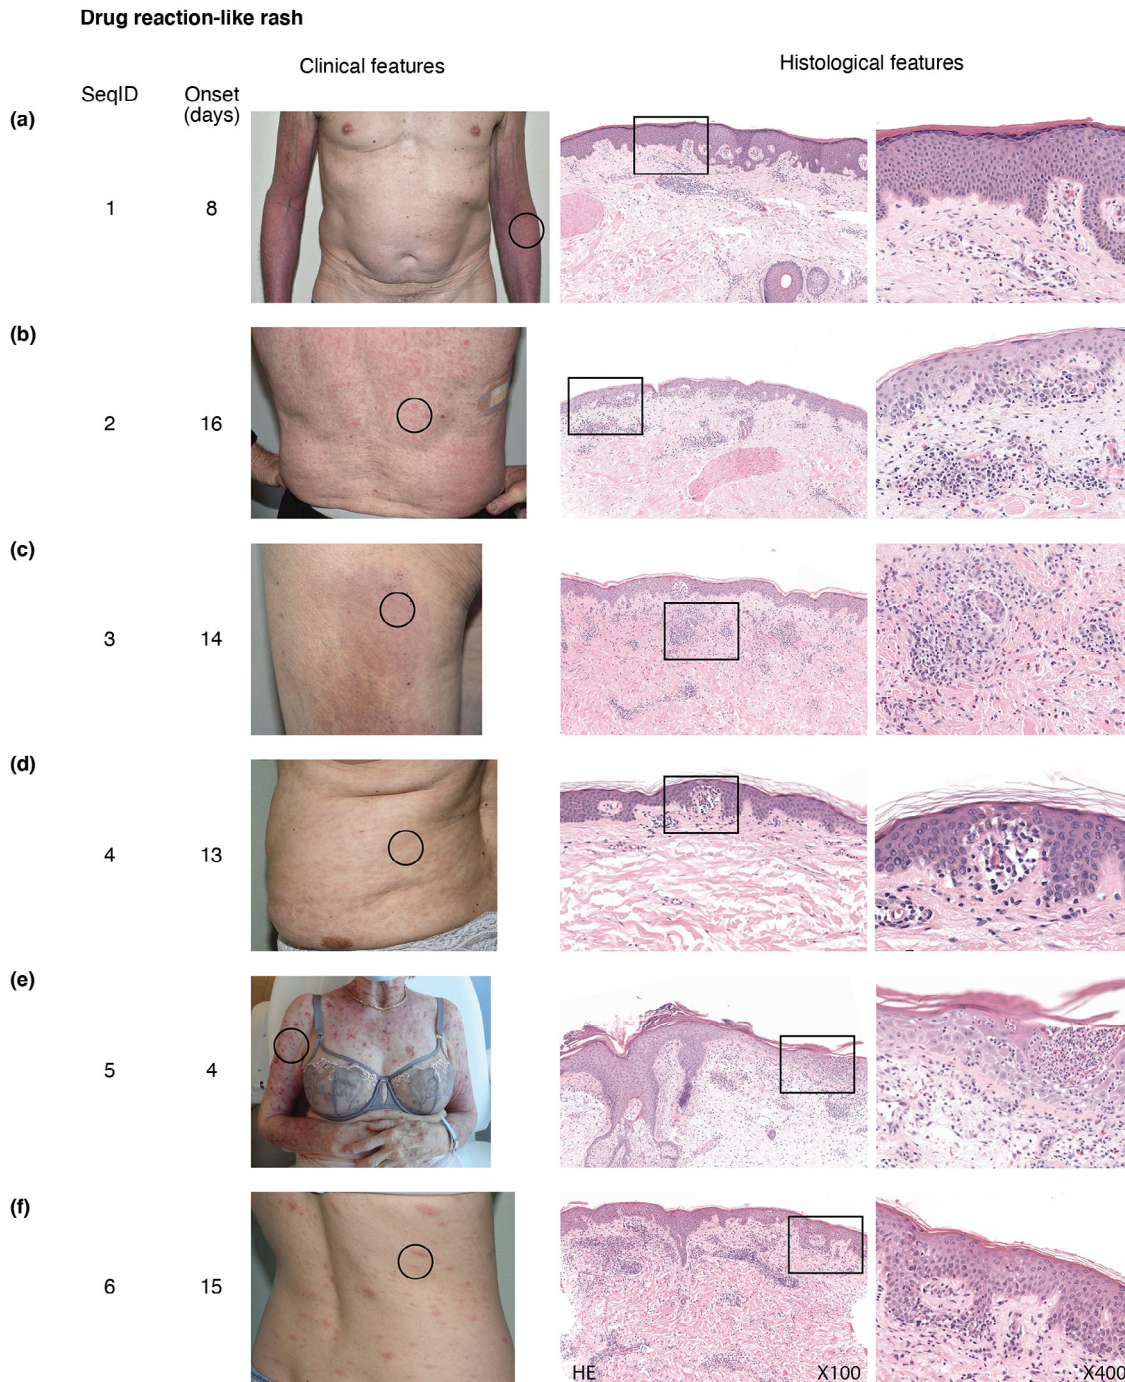 Drug reaction-like rash
Clinical features
Histological features
SeqID
Onset
(days)
(a)
1
8
(b)
2
16
(c)
3
14
(d)
4
13
(e)
5
4
(f)
6
15
HE
X100
X400